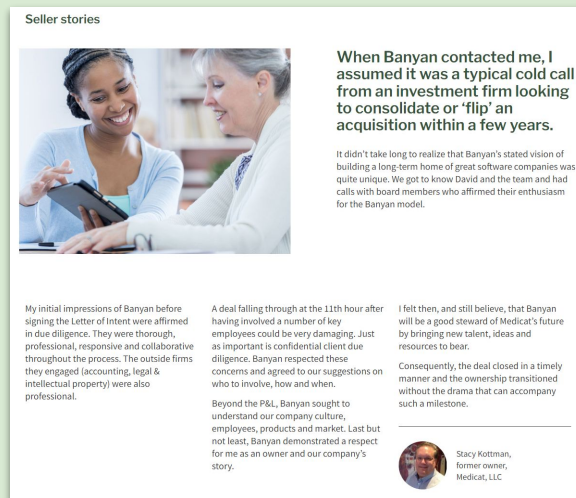 Seller stories
When Banyan contacted me, I
assumed it was a typical cold call
from an investment firm looking
to consolidate or ‘flip’ an
acquisition within a few years.
It didn’t take long to realize that Banyan’s stated vision of
building a long-term home of great software companies was
quite unique. We got to know David and the team and had
calls with board members who affirmed their enthusiasm
for the Banyan model.
My initial impressions of Banyan before
signing the Letter of Intent were affirmed
in due diligence. They were thorough,
professional, responsive and collaborative
throughout the process. The outside firms
they engaged (accounting, legal &
intellectual property) were also
professional.
A deal falling through at the 11th hour after
having involved a number of key
employees could be very damaging. Just
as important is confidential client due
diligence. Banyan respected these
concerns and agreed to our suggestions on
who to involve, how and when.
Beyond the P&L, Banyan sought to
understand our company culture,
employees, products and market. Last but
not least, Banyan demonstrated a respect
for me as an owner and our company’s
story.
I felt then, and still believe, that Banyan
will be a good steward of Medicat’s future
by bringing new talent, ideas and
resources to bear.
Consequently, the deal closed in a timely
manner and the ownership transitioned
without the drama that can accompany
such a milestone.
Stacy Kottman,
former owner,
Medicat, LLC